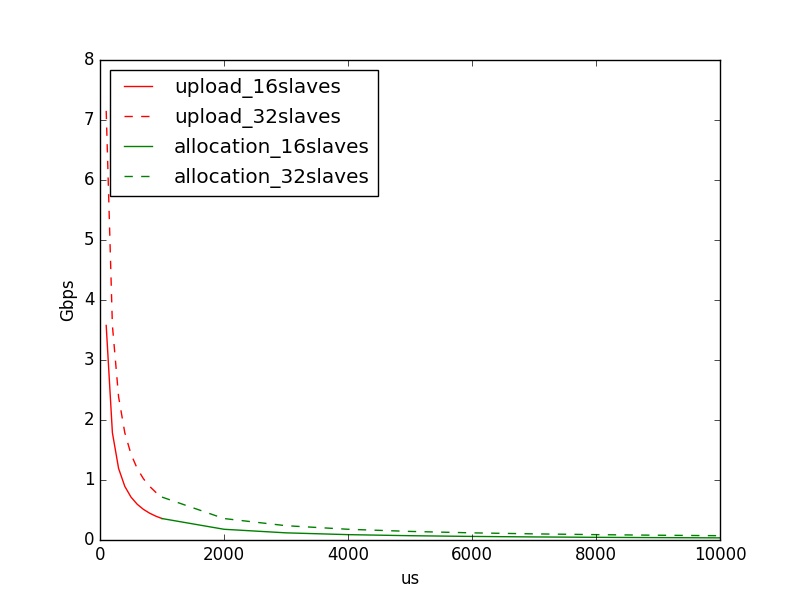 8
7
6
5
4
3
2
1
0
Gbps
upload_16slaves
upload_32slaves
allocation_16slaves
allocation_32slaves
0 2000 4000 6000 8000 10000
us